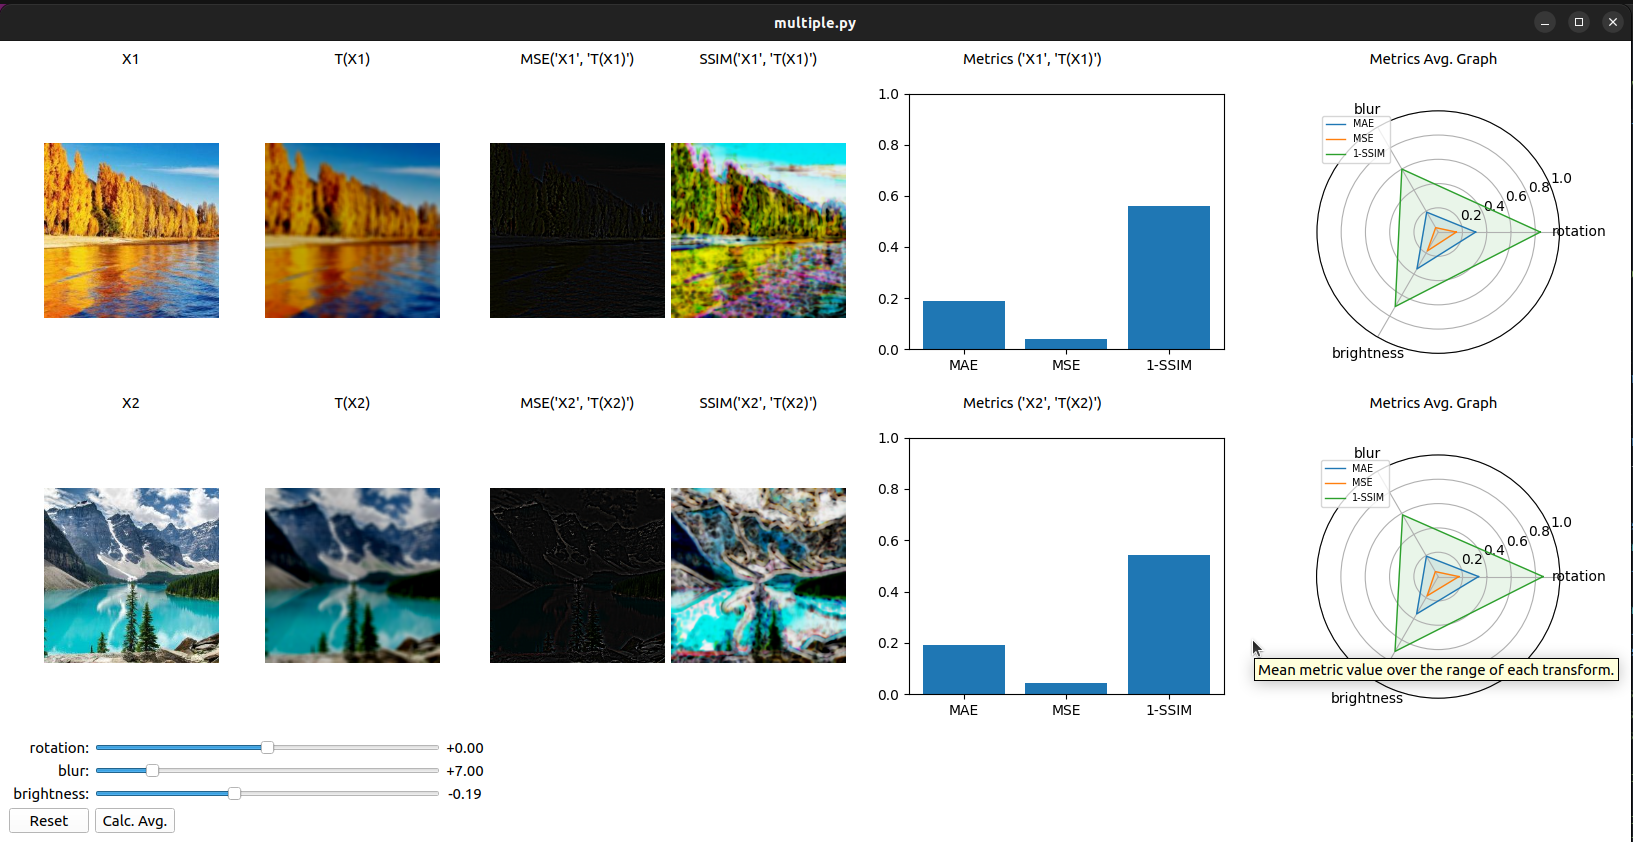 multiple.py
X1
T(X1)
MSE('X1', 'T(X1)')
SSIM('X1', 'T(X1)')
Metrics ('X1', 'T(X1)')
Metrics Avg. Graph
1.0
0.8
0.6
0.4
0.2
0.0
MAE
MSE
1-SSIM
blur
MAE
MSE
1-SSIM
1.0
0.8
0.6
0.4
0.2
rotation
brightness
X2
T(X2)
MSE('X2', 'T(X2)')
SSIM('X2', 'T(X2)')
Metrics ('X2', 'T(X2)')
Metrics Avg. Graph
1.0
0.8
0.6
0.4
0.2
0.0
MAE
MSE
1-SSIM
blur
MAE
MSE
1-SSIM
1.0
0.8
0.6
0.4
0.2
rotation
Mean metric value over the range of each transform.
brightness
rotation: +0.00
blur: +7.00
brightness: -0.19
Reset
Calc. Avg.